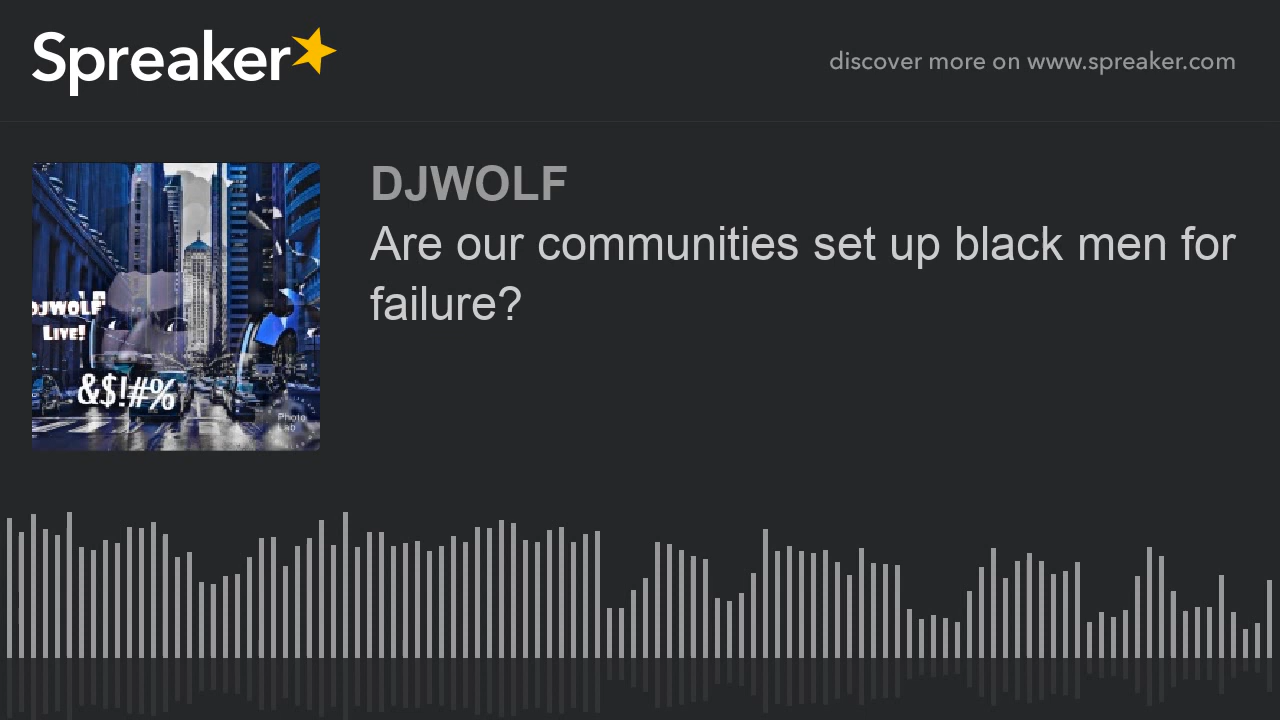 Spreaker
discover more on www.spreaker.com
DJWOLF
Are our communities set up black men for
failure?
DJWOLF
LIVE!
&$!#%
Photo
Lab